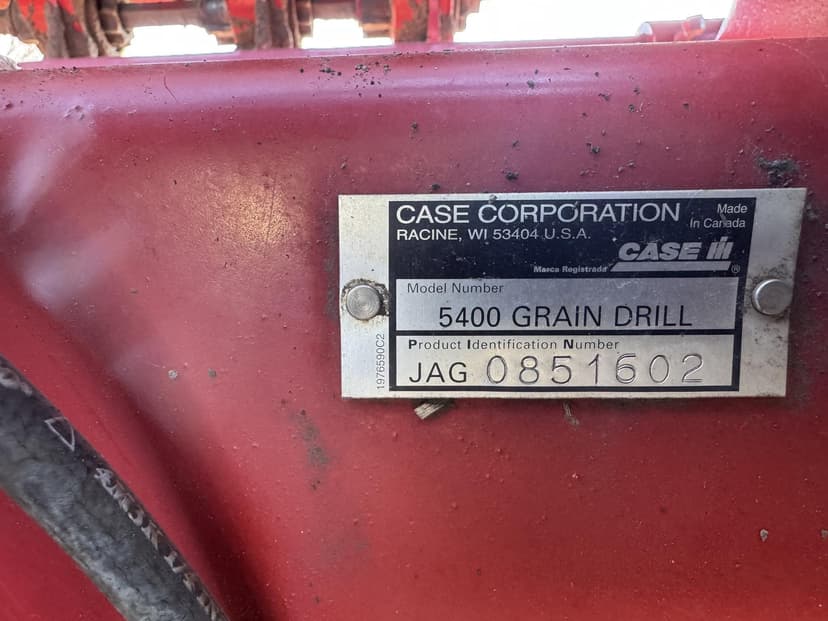 CASE CORPORATION
RACINE, WI 53404 U.S.A.
Made
In Canada
CASE IH
Marca Registrada ®
Model Number
5400 GRAIN DRILL
Product Identification Number
JAG 0851602
1976590C2